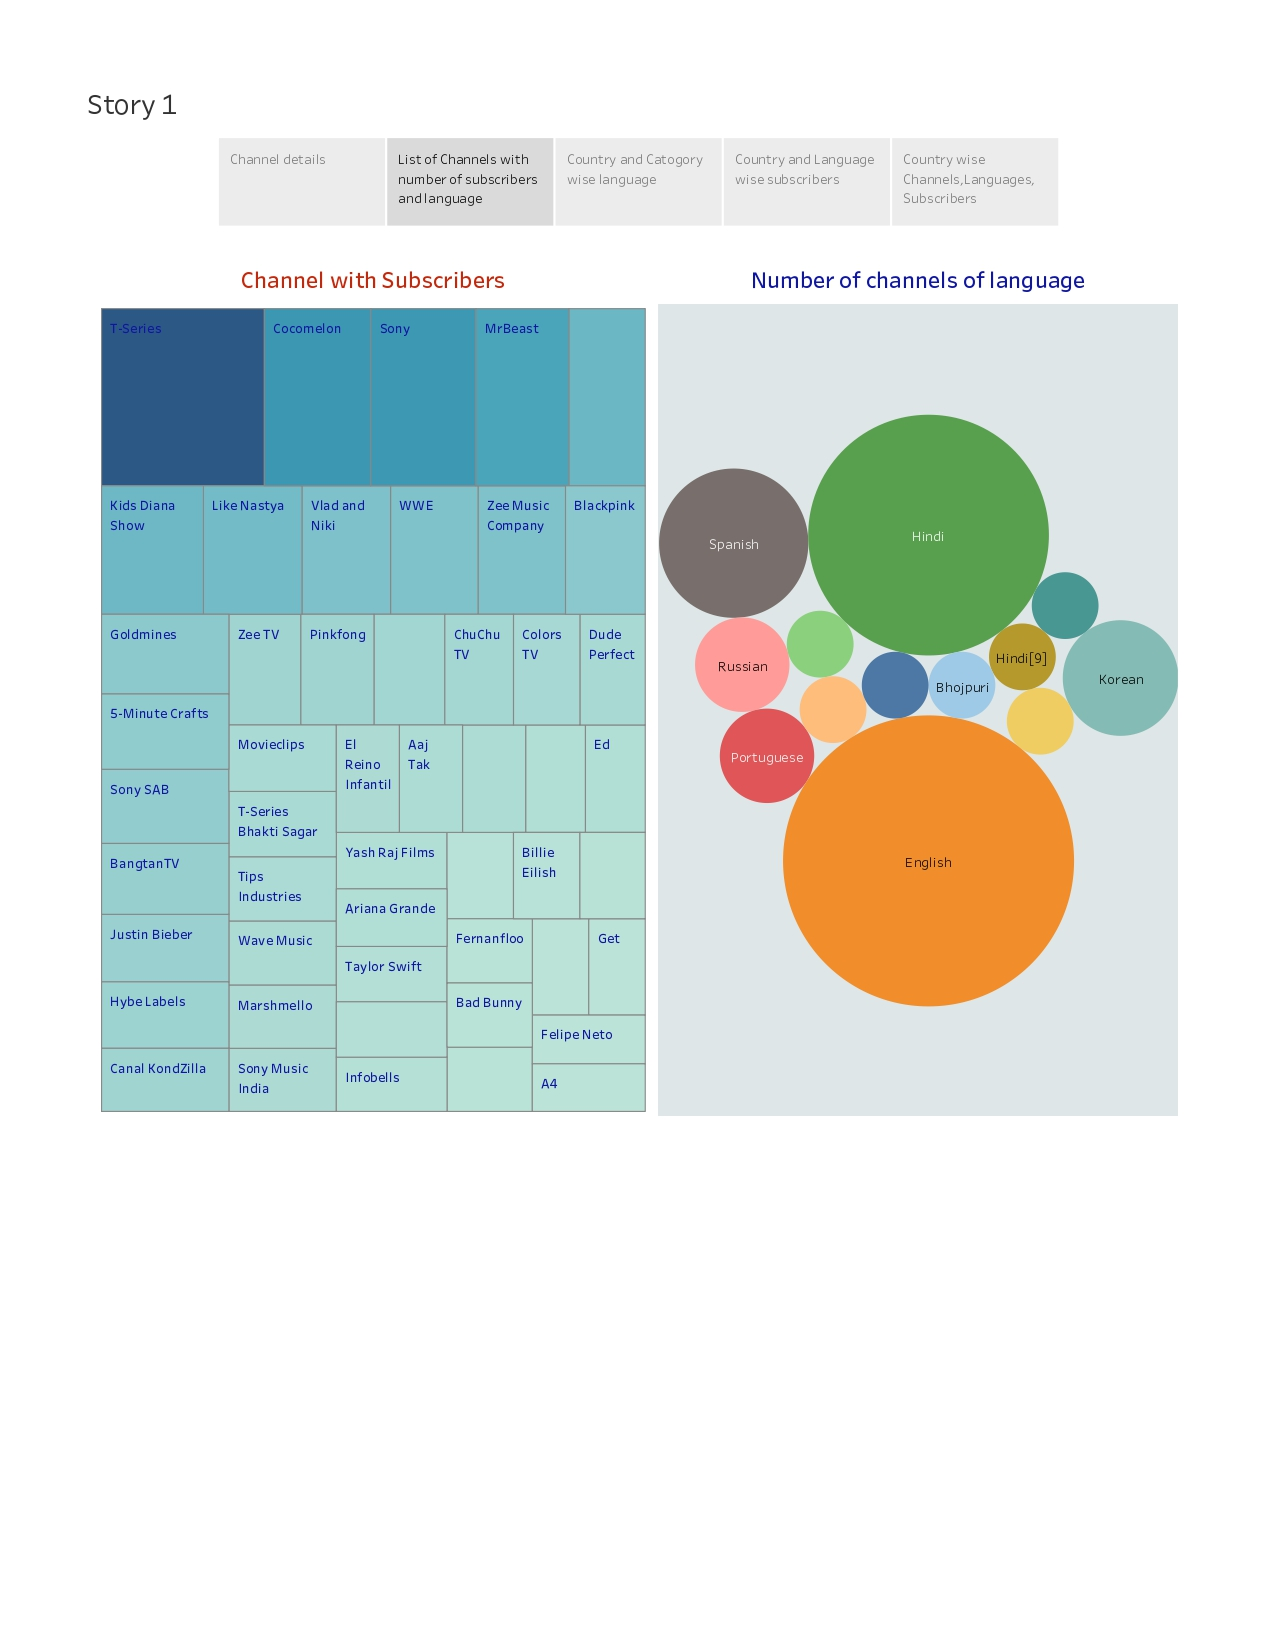 Story 1
Channel details
List of Channels with
number of subscribers
and language
Country and Catogory
wise language
Country and Language
wise subscribers
Country wise
Channels,Languages,
Subscribers
Channel with Subscribers
T-Series
Cocomelon
Sony
MrBeast
Kids Diana
Show
Like Nastya
Vlad and
Niki
WWE
Zee Music
Company
Blackpink
Goldmines
5-Minute Crafts
Sony SAB
BangtanTV
Justin Bieber
Hybe Labels
Canal KondZilla
Zee TV
Pinkfong
ChuChu
TV
Colors
TV
Dude
Perfect
Movieclips
T-Series
Bhakti Sagar
Tips
Industries
Wave Music
Marshmello
Sony Music
India
El
Reino
Infantil
Aaj
Tak
Ed
Yash Raj Films
Ariana Grande
Taylor Swift
Infobells
Billie
Eilish
Fernanfloo
Bad Bunny
Get
Felipe Neto
A4
Number of channels of language
Spanish
Hindi
Russian
Hindi[9]
Bhojpuri
Korean
Portuguese
English